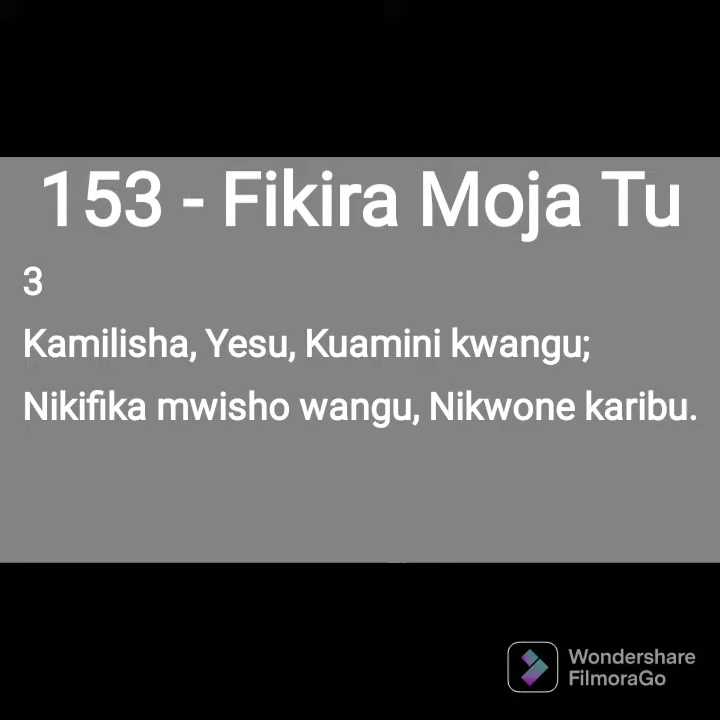 153 - Fikira Moja Tu
3
Kamilisha, Yesu, Kuamini kwangu;
Nikifika mwisho wangu, Nikwone karibu.
Wondershare
FilmoraGo